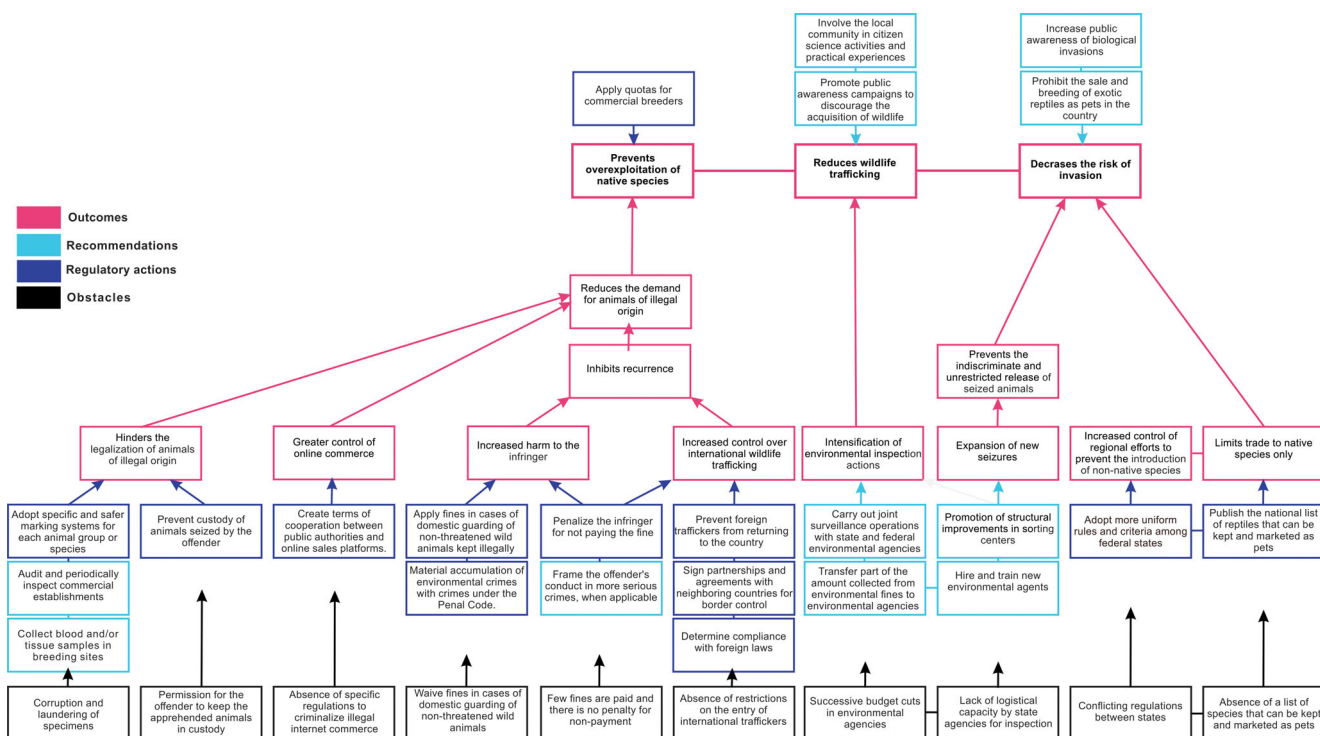 Involve the local
community in citizen
science activities and
practical experiences
Increase public
awareness of biological
invasions
Apply quotas for
commercial breeders
Promote public
awareness campaigns to
discourage the
acquisition of wildlife
Prohibit the sale and
breeding of exotic
reptiles as pets in the
country
Prevents
overexploitation of
native species
Reduces wildlife
trafficking
Decrases the risk of
invasion
Outcomes
Recommendations
Regulatory actions
Obstacles
Reduces the demand
for animals of illegal
origin
Inhibits recurrence
Prevents the
indiscriminate and
unrestricted release of
seized animals
Hinders the
legalization of animals
of illegal origin
Greater control of
online commerce
Increased harm to the
infringer
Increased control over
international wildlife
trafficking
Intensification of
environmental inspection
actions
Expansion of new
seizures
Increased control of
regional efforts to
prevent the introduction
of non-native species
Limits trade to native
species only
Adopt specific and safer
marking systems for
each animal group or
species
Prevent custody of
animals seized by the
offender
Create terms of
cooperation between
public authorities and
online sales platforms.
Apply fines in cases of
domestic guarding of
non-threatened wild
animals kept illegally
Penalize the infringer
for not paying the fine
Prevent foreign
traffickers from returning
to the country
Carry out joint
surveillance operations
with state and federal
environmental agencies
Promotion of structural
improvements in sorting
centers
Adopt more uniform
rules and criteria among
federal states
Publish the national list
of reptiles that can be
kept and marketed as
pets
Audit and periodically
inspect commercial
establishments
Material accumulation of
environmental crimes
with crimes under the
Penal Code.
Frame the offender's
conduct in more serious
crimes, when applicable
Sign partnerships and
agreements with
neighboring countries for
border control
Transfer part of the
amount collected from
environmental fines to
environmental agencies
Hire and train new
environmental agents
Collect blood and/or
tissue samples in
breeding sites
Determine compliance
with foreign laws
Corruption and
laundering of
specimens
Permission for the
offender to keep the
apprehended animals
in custody
Absence of specific
regulations to
criminalize illegal
internet commerce
Waive fines in cases of
domestic guarding of
non-threatened wild
animals
Few fines are paid and
there is no penalty for
non-payment
Absence of restrictions
on the entry of
international traffickers
Successive budget cuts
in environmental
agencies
Lack of logistical
capacity by state
agencies for inspection
Conflicting regulations
between states
Absence of a list of
species that can be kept
and marketed as pets